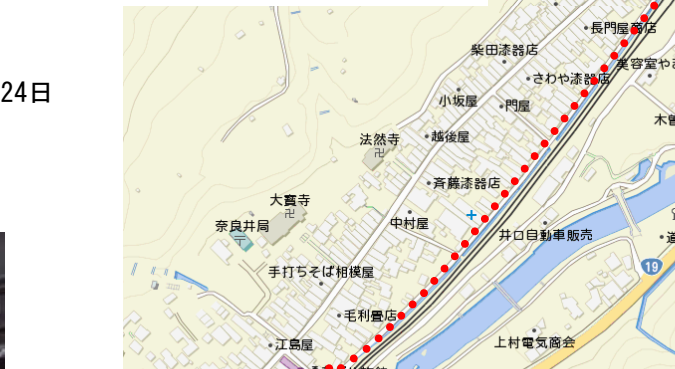 24日
長門屋商店
柴田漆器店
美容室や
さわや漆器店
小坂屋
門屋
木曽
法然寺
越後屋
斉藤漆器店
大寶寺
奈良井局
中村屋
井口自動車販売
道
19
手打ちそば相模屋
毛利畳店
江島屋
上村電気商会